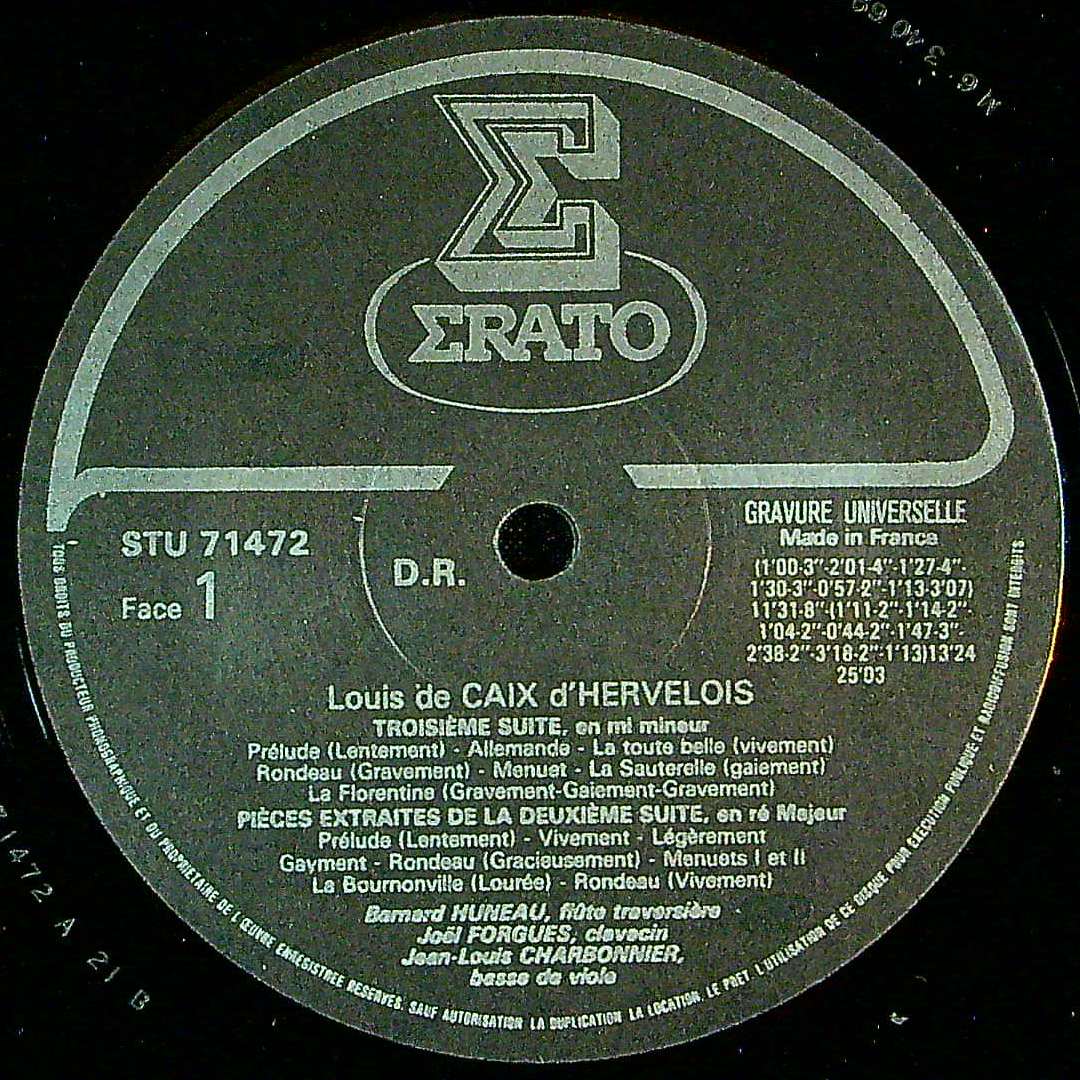 Σ
ΣRATO
STU 71472
Face 1
D.R.
GRAVURE UNIVERSELLE
Made in France
(1'00-3"-2'01-4"-1'27-4"-
1'30-3"-0'57-2"-1'13-3'07)
11'31-8"-(1'11-2"-1'14-2"-
1'04-2"-0'44-2"-1'47-3"-
2'38-2"-3'18-2"-1'13)13'24
25'03
Louis de CAIX d'HERVELOIS
TROISIÈME SUITE, en mi mineur
Prélude (Lentement) - Allemande - La toute belle (vivement)
Rondeau (Gravement) - Menuet - La Sauterelle (gaiement)
La Florentine (Gravement-Gaiement-Gravement)
PIÈCES EXTRAITES DE LA DEUXIÈME SUITE, en ré Majeur
Prélude (Lentement) - Vivement - Légèrement
Gayment - Rondeau (Gracieusement) - Menuets I et II
La Bournonville (Lourée) - Rondeau (Vivement)
Bernard HUNEAU, flûte traversière
Joël FORGUES, clavecin
Jean-Louis CHARBONNIER,
basse de viole
TOUS DROITS DU PRODUCTEUR PHONOGRAPHIQUE ET DU PROPRIETAIRE DE L'ŒUVRE ENREGISTREE RESERVES. SAUF AUTORISATION LA DUPLICATION LA LOCATION, LE PRET L'UTILISATION DE CE DISQUE POUR EXECUTION PUBLIQUE ET RADIODIFFUSION SONT INTERDITS
71472 A 21 B